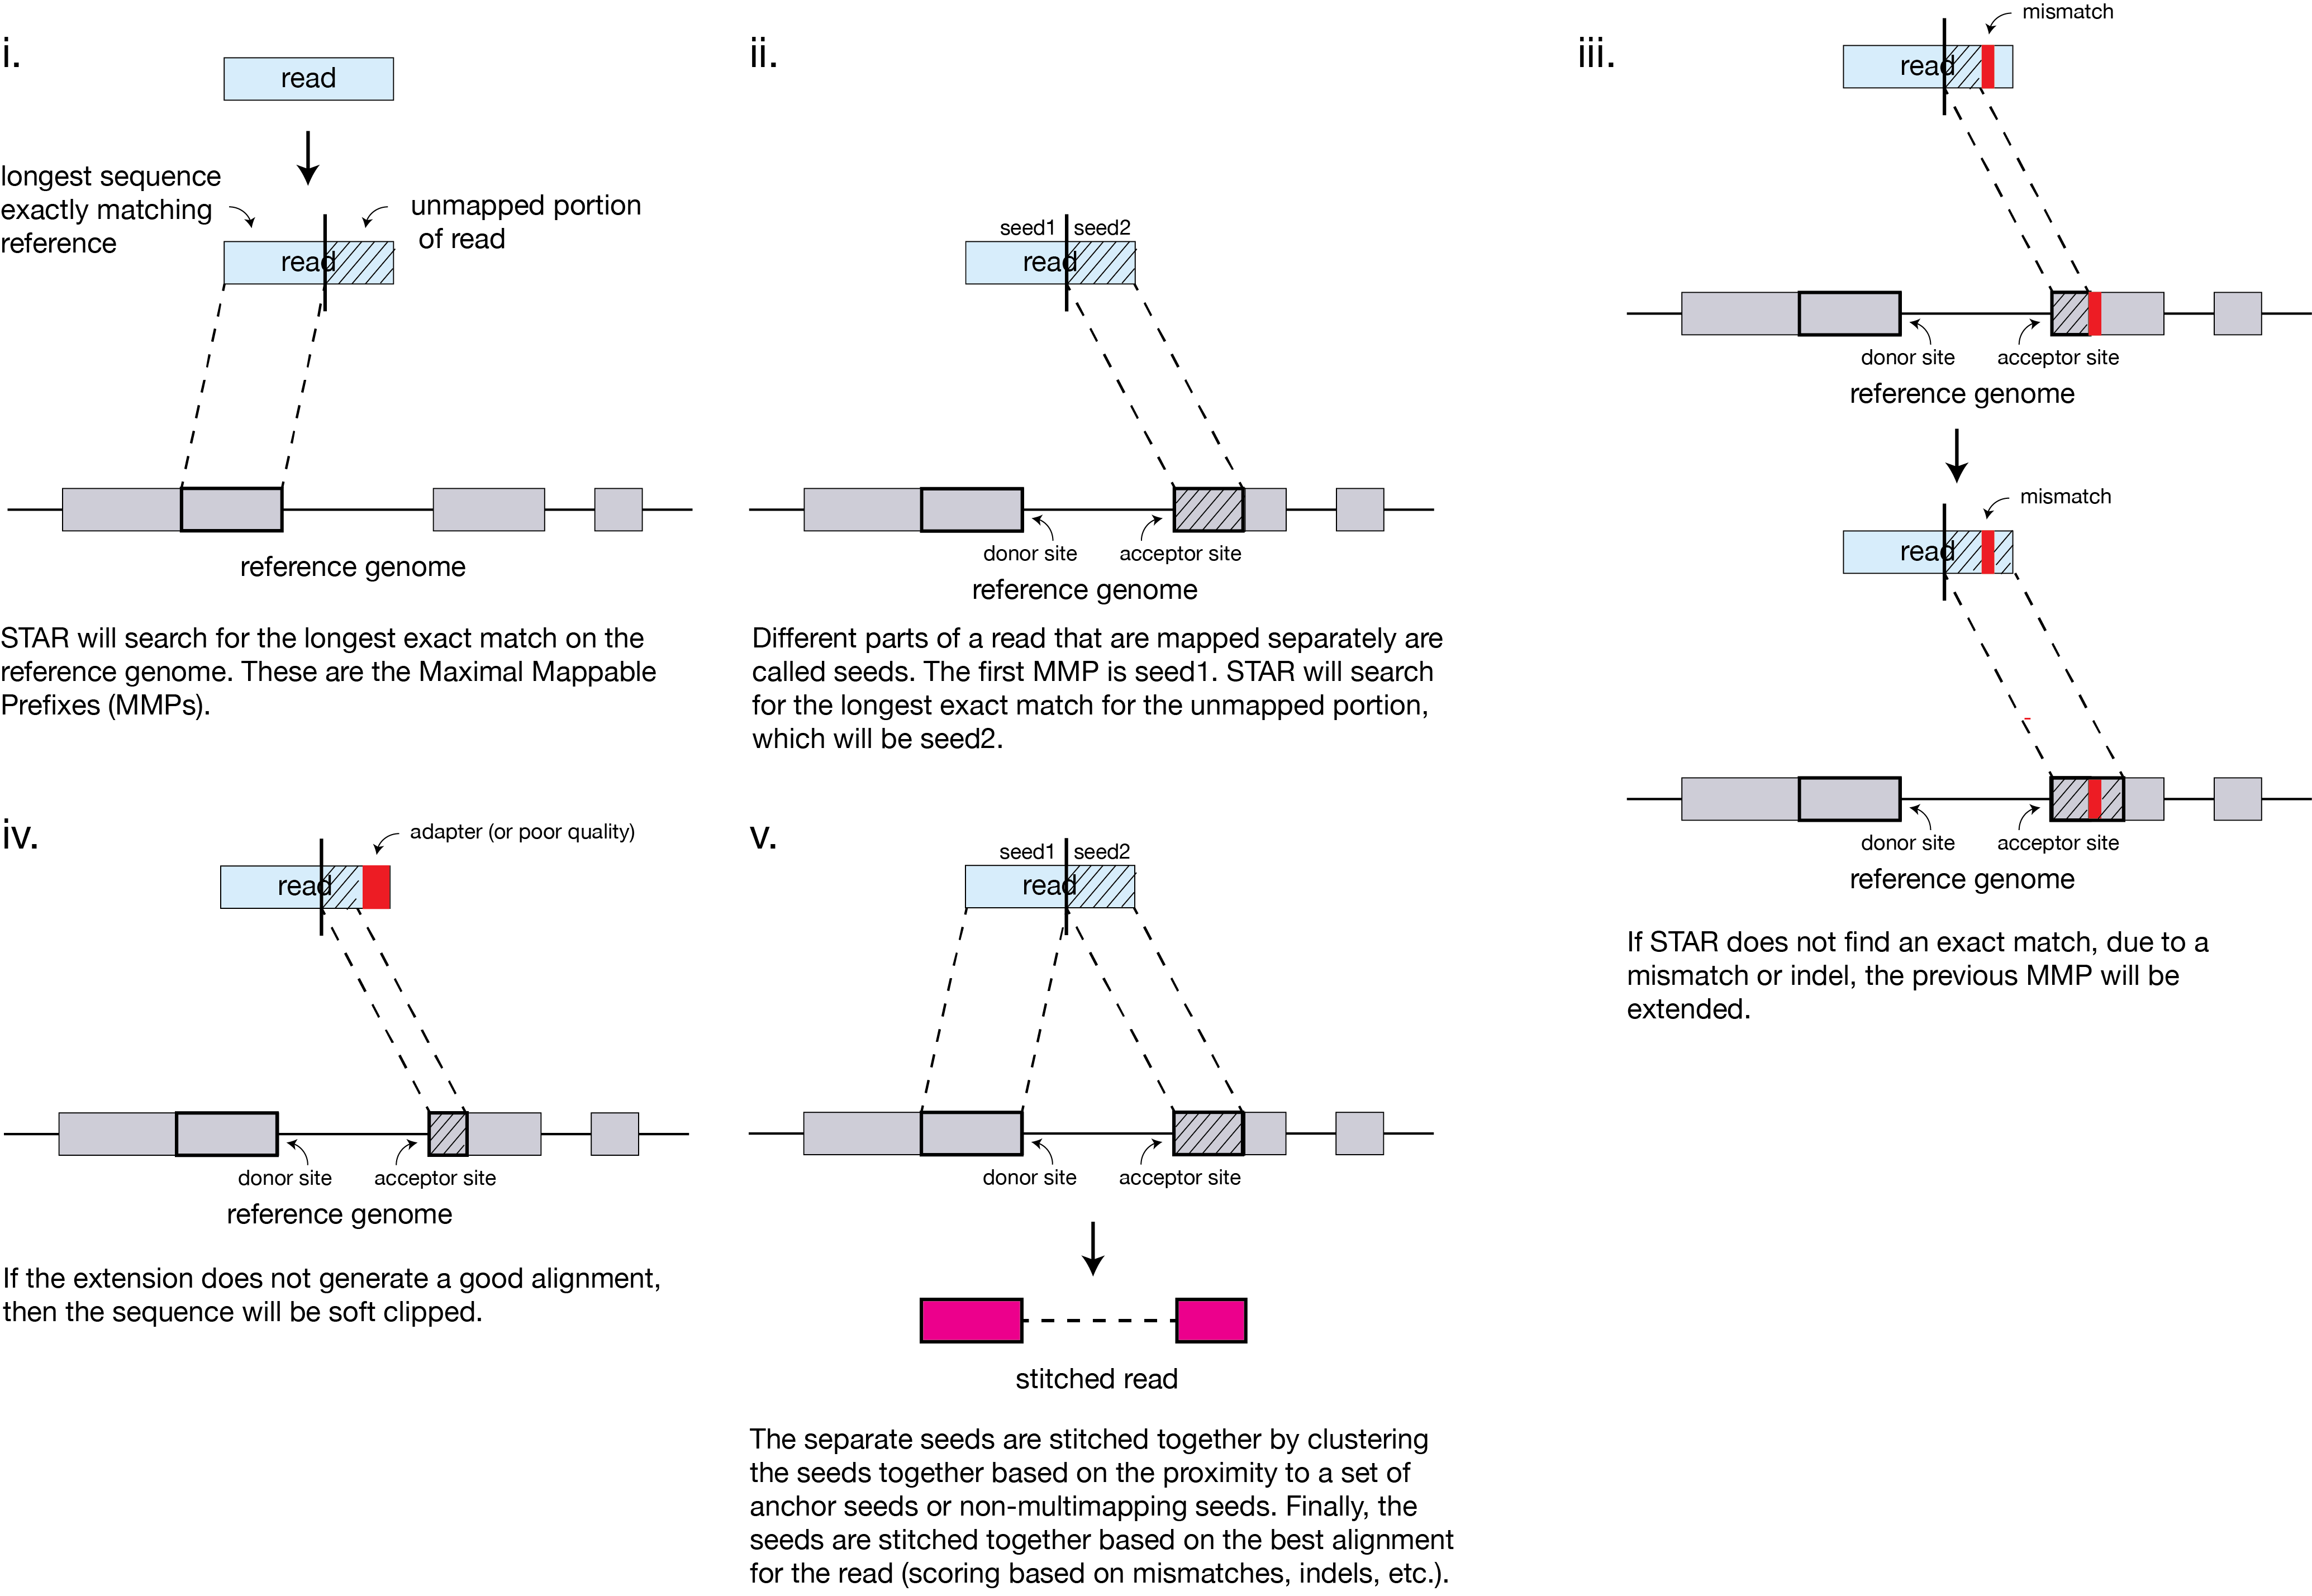 i.
read
longest sequence
exactly matching
reference
unmapped portion
of read
read
reference genome
STAR will search for the longest exact match on the
reference genome. These are the Maximal Mappable
Prefixes (MMPs).
ii.
seed1 seed2
read
donor site
acceptor site
reference genome
Different parts of a read that are mapped separately are
called seeds. The first MMP is seed1. STAR will search
for the longest exact match for the unmapped portion,
which will be seed2.
iii.
mismatch
read
donor site
acceptor site
reference genome
mismatch
read
donor site
acceptor site
reference genome
If STAR does not find an exact match, due to a
mismatch or indel, the previous MMP will be
extended.
iv.
adapter (or poor quality)
read
donor site
acceptor site
reference genome
If the extension does not generate a good alignment,
then the sequence will be soft clipped.
v.
seed1 seed2
read
donor site
acceptor site
stitched read
The separate seeds are stitched together by clustering
the seeds together based on the proximity to a set of
anchor seeds or non-multimapping seeds. Finally, the
seeds are stitched together based on the best alignment
for the read (scoring based on mismatches, indels, etc.).